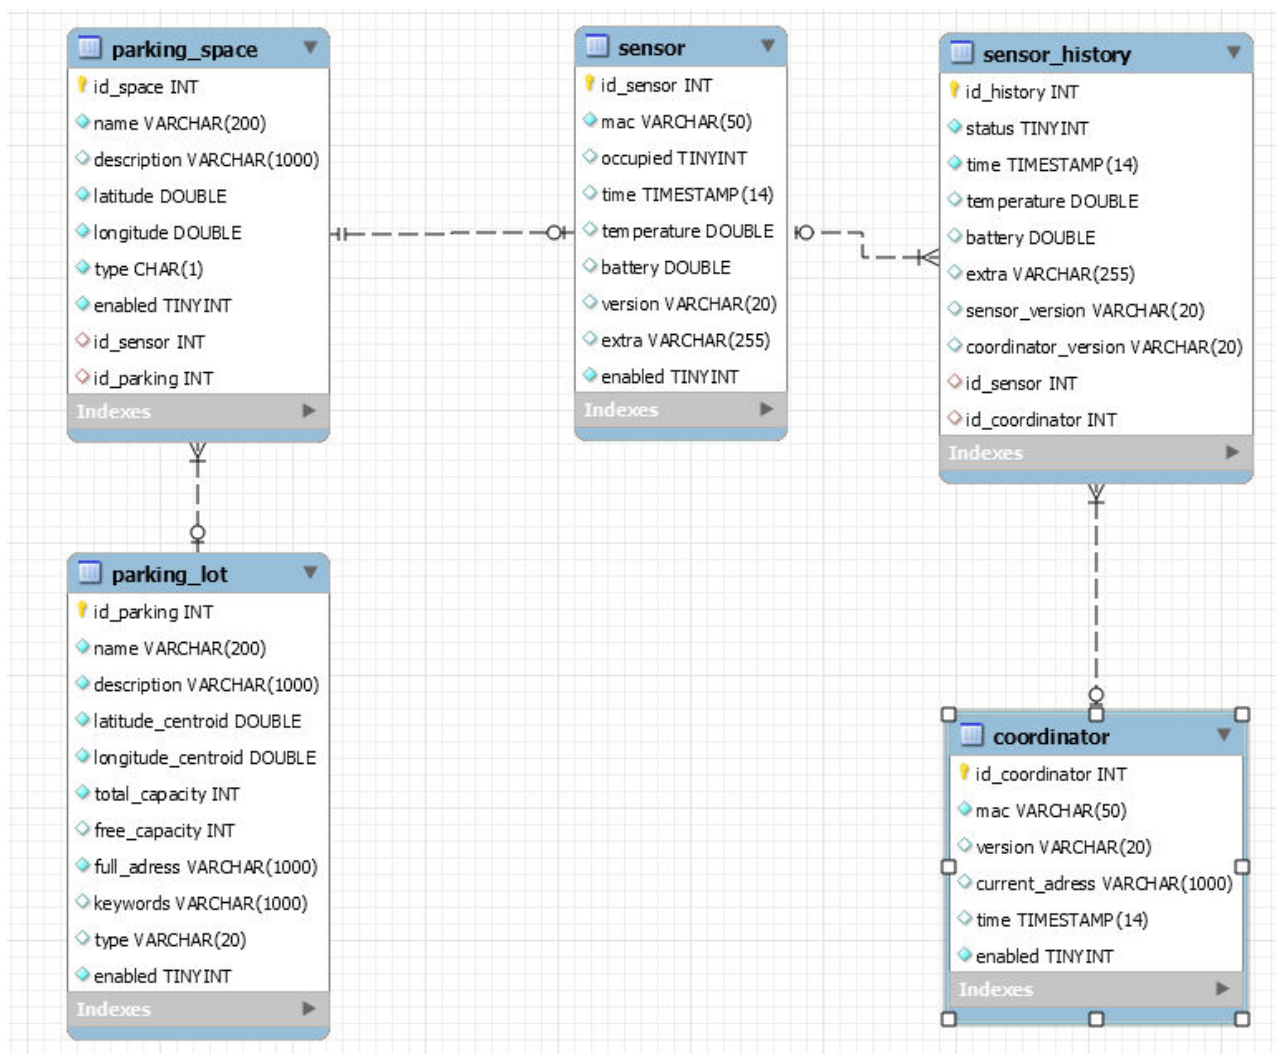 parking_space
id_space INT
name VARCHAR(200)
description VARCHAR(1000)
latitude DOUBLE
longitude DOUBLE
type CHAR(1)
enabled TINYINT
id_sensor INT
id_parking INT
Indexes
sensor
id_sensor INT
mac VARCHAR(50)
occupied TINYINT
time TIMESTAMP(14)
temperature DOUBLE
battery DOUBLE
version VARCHAR(20)
extra VARCHAR(255)
enabled TINYINT
Indexes
sensor_history
id_history INT
status TINYINT
time TIMESTAMP(14)
temperature DOUBLE
battery DOUBLE
extra VARCHAR(255)
sensor_version VARCHAR(20)
coordinator_version VARCHAR(20)
id_sensor INT
id_coordinator INT
Indexes
parking_lot
id_parking INT
name VARCHAR(200)
description VARCHAR(1000)
latitude_centroid DOUBLE
longitude_centroid DOUBLE
total_capacity INT
free_capacity INT
full_adress VARCHAR(1000)
keywords VARCHAR(1000)
type VARCHAR(20)
enabled TINYINT
Indexes
coordinator
id_coordinator INT
mac VARCHAR(50)
version VARCHAR(20)
current_adress VARCHAR(1000)
time TIMESTAMP(14)
enabled TINYINT
Indexes